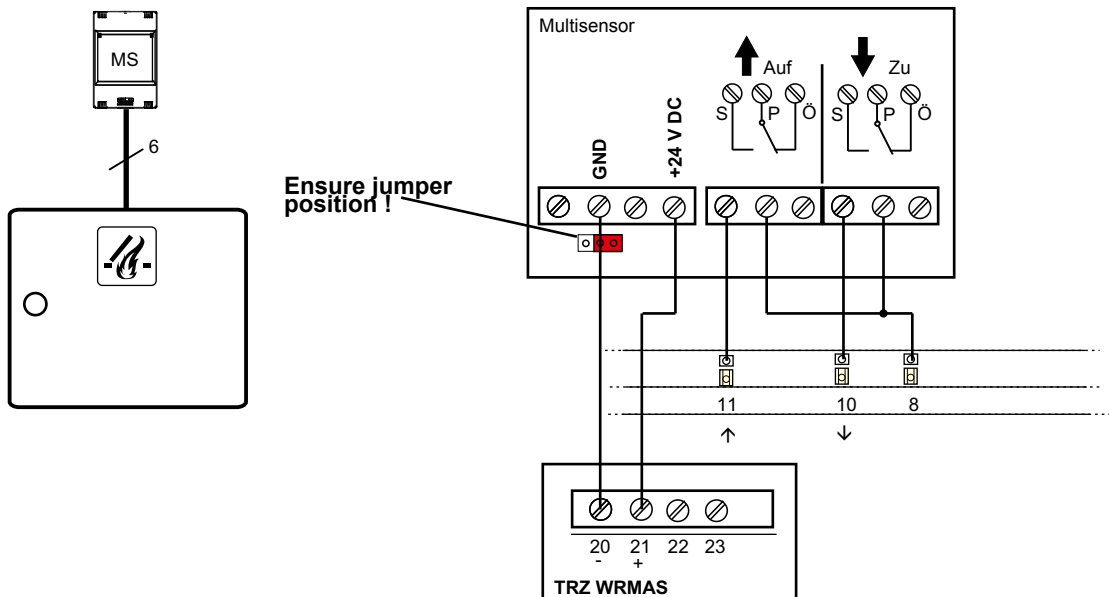 MS
6
Multisensor
Auf
Zu
S P Ö
S P Ö
GND
+24 V DC
Ensure jumper
position !
11 10 8
↑ ↓
20 21 22 23
- +
TRZ WRMAS